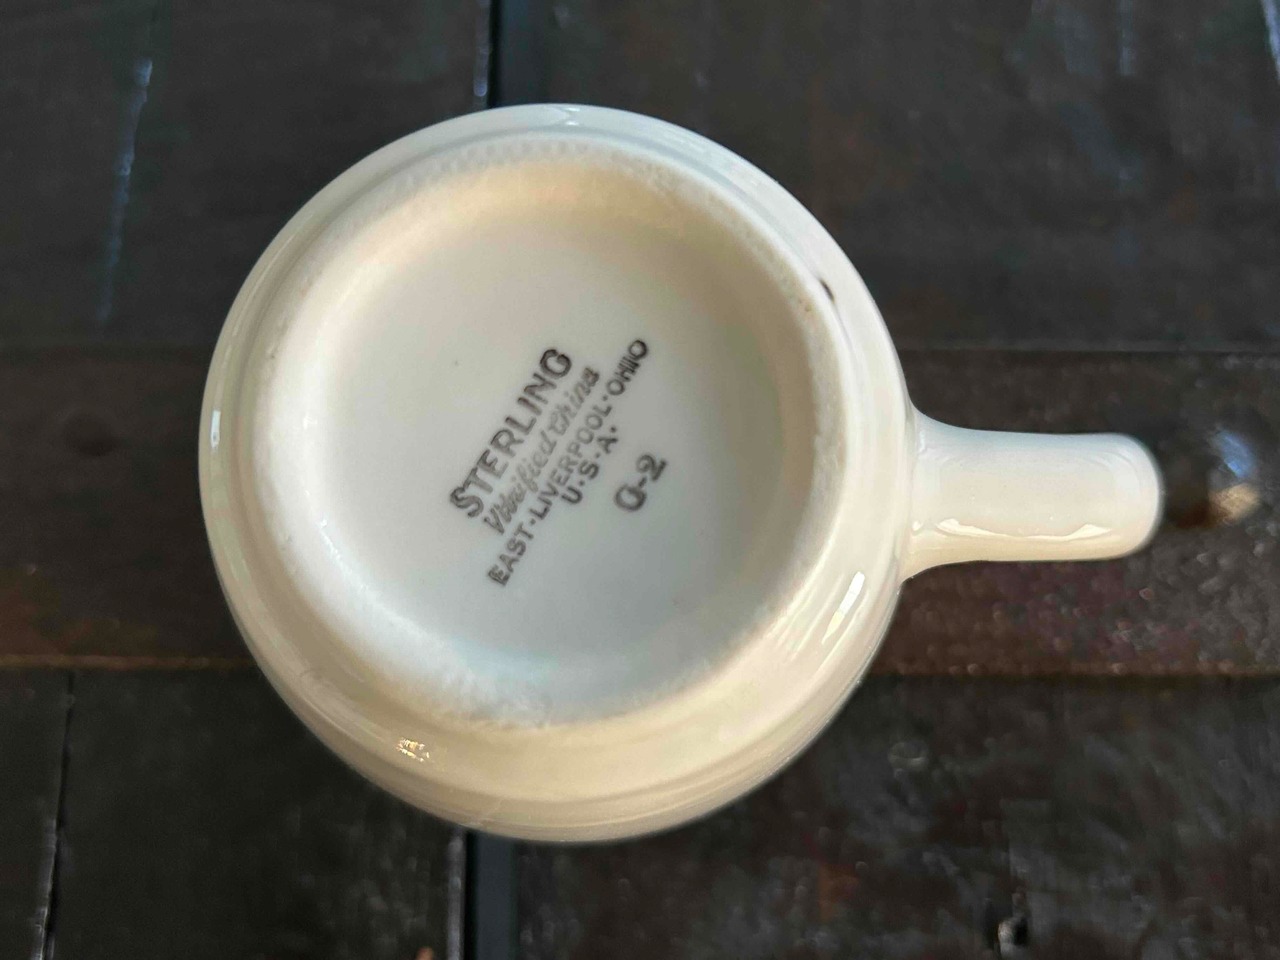 STERLING
Vitrified China
EAST·LIVERPOOL·OHIO
U·S·A·
G-2